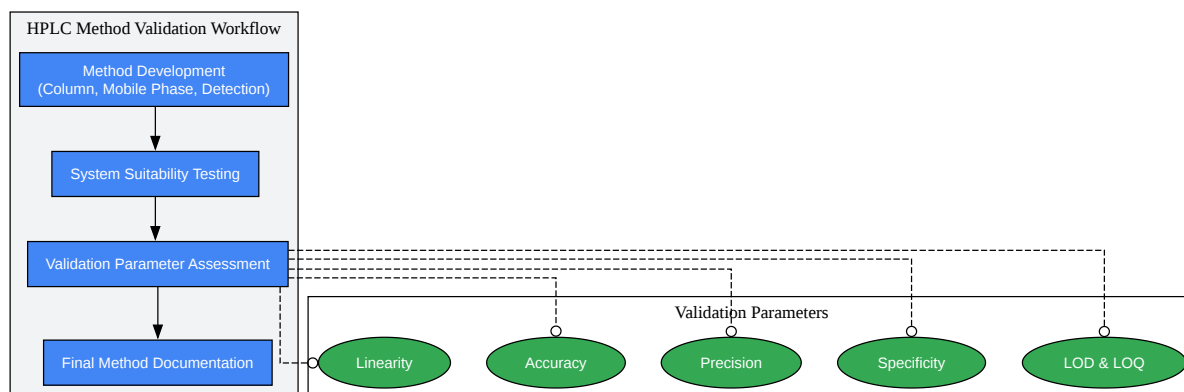 HPLC Method Validation Workflow
Method Development
(Column, Mobile Phase, Detection)
System Suitability Testing
Validation Parameter Assessment
Final Method Documentation
Validation Parameters
Linearity
Accuracy
Precision
Specificity
LOD & LOQ